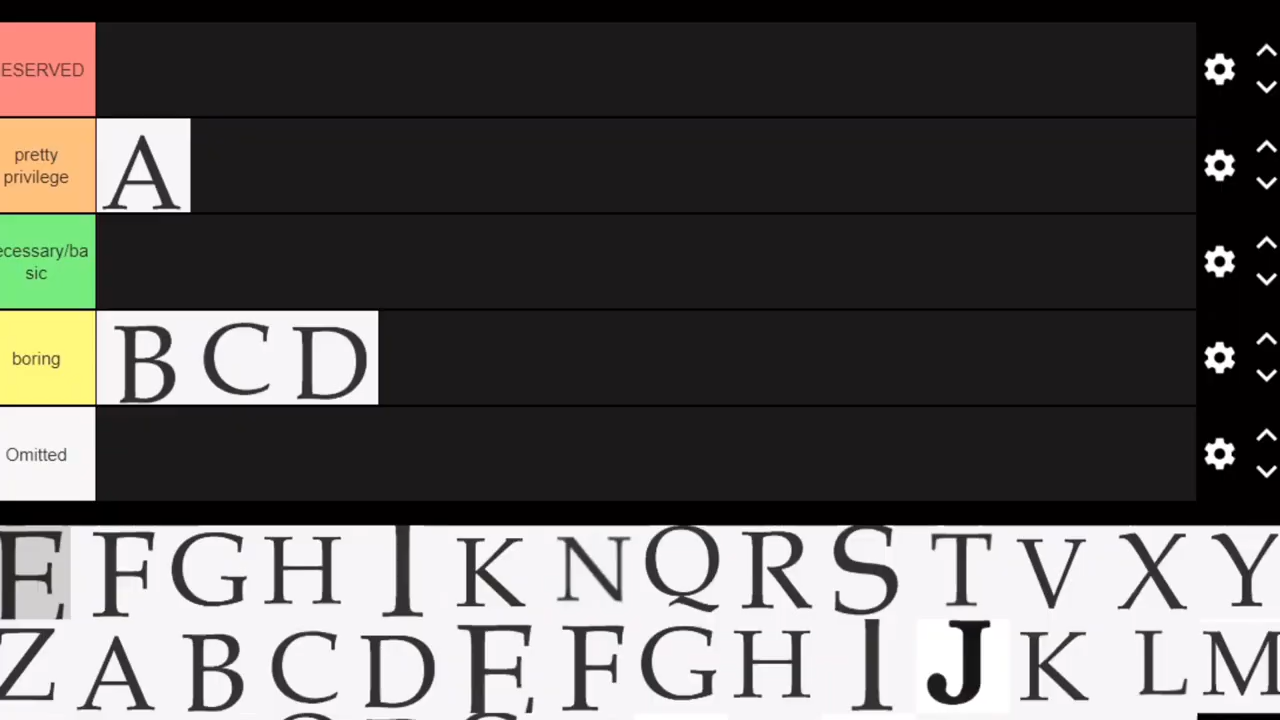 ESERVED
pretty
privilege
A
ecessary/ba
sic
boring
B C D
Omitted
E F G H I K N Q R S T V X Y
Z A B C D E F G H I J K L M